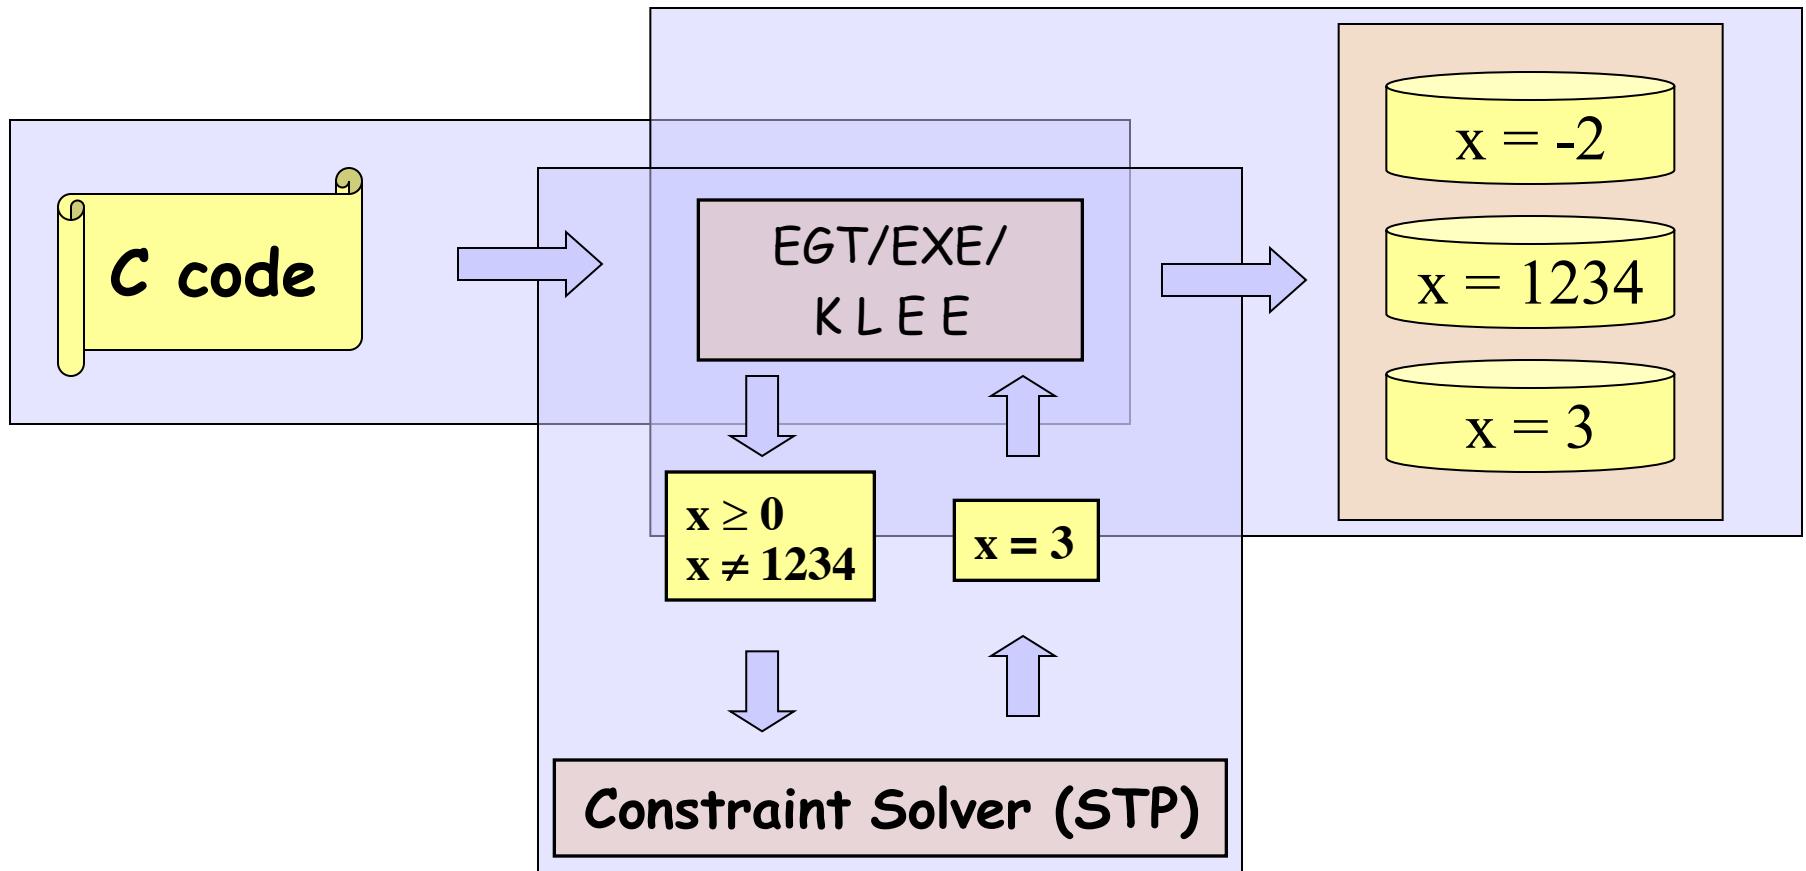 C code
EGT/EXE/
KLEE
x ≥ 0
x ≠ 1234
x = 3
Constraint Solver (STP)
x = -2
x = 1234
x = 3